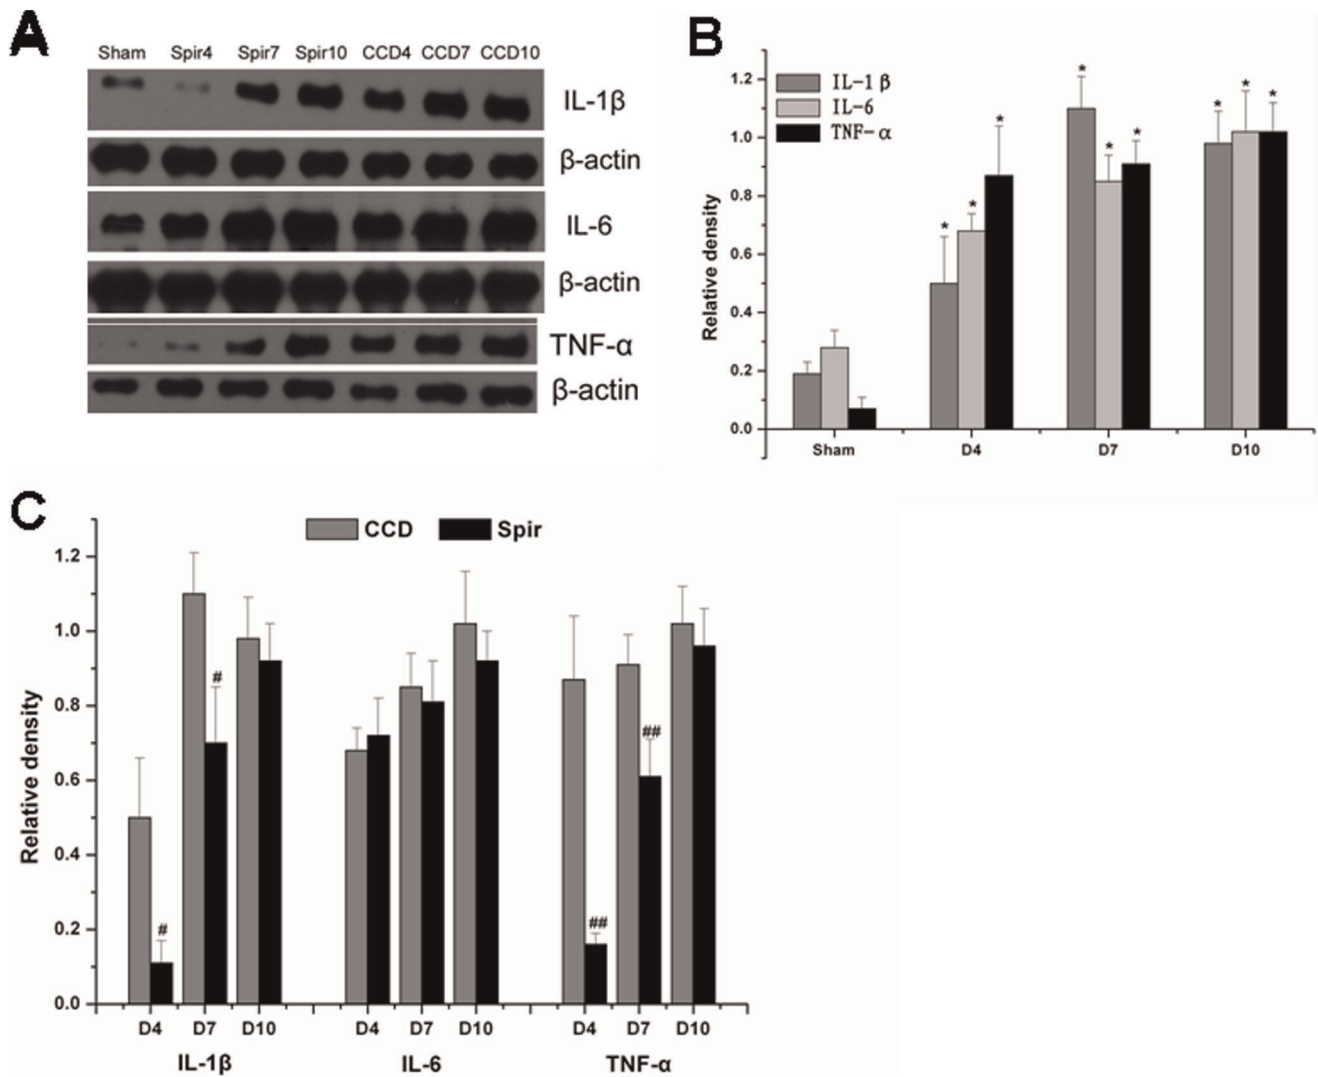 A
Sham Spir4 Spir7 Spir10 CCD4 CCD7 CCD10
IL-1β
β-actin
IL-6
β-actin
TNF-α
β-actin
B
IL-1β
IL-6
TNF-α
1.2
1.0
0.8
0.6
0.4
0.2
0.0
Relative density
* * * * * * * * *
Sham D4 D7 D10
C
CCD Spir
1.2
1.0
0.8
0.6
0.4
0.2
0.0
Relative density
# # ## ##
D4 D7 D10 D4 D7 D10 D4 D7 D10
IL-1β IL-6 TNF-α